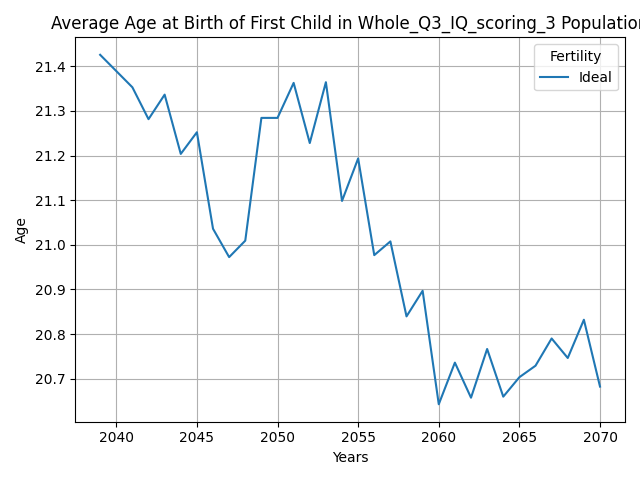 Average Age at Birth of First Child in Whole_Q3_IQ_scoring_3 Population
Fertility
Ideal
21.4
21.3
21.2
21.1
21.0
20.9
20.8
20.7
Age
2040 2045 2050 2055 2060 2065 2070
Years